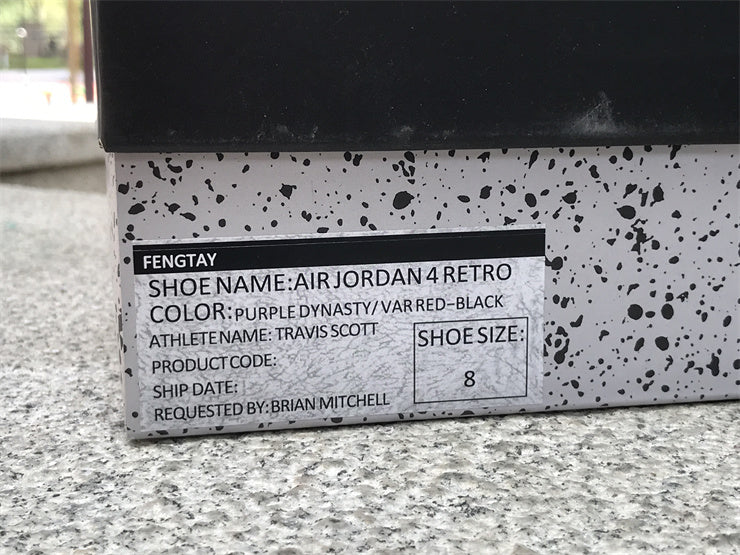 FENGTAY
SHOE NAME:AIR JORDAN 4 RETRO
COLOR:PURPLE DYNASTY/VAR RED-BLACK
ATHLETE NAME: TRAVIS SCOTT
PRODUCT CODE:
SHIP DATE:
REQUESTED BY:BRIAN MITCHELL
SHOE SIZE:
8